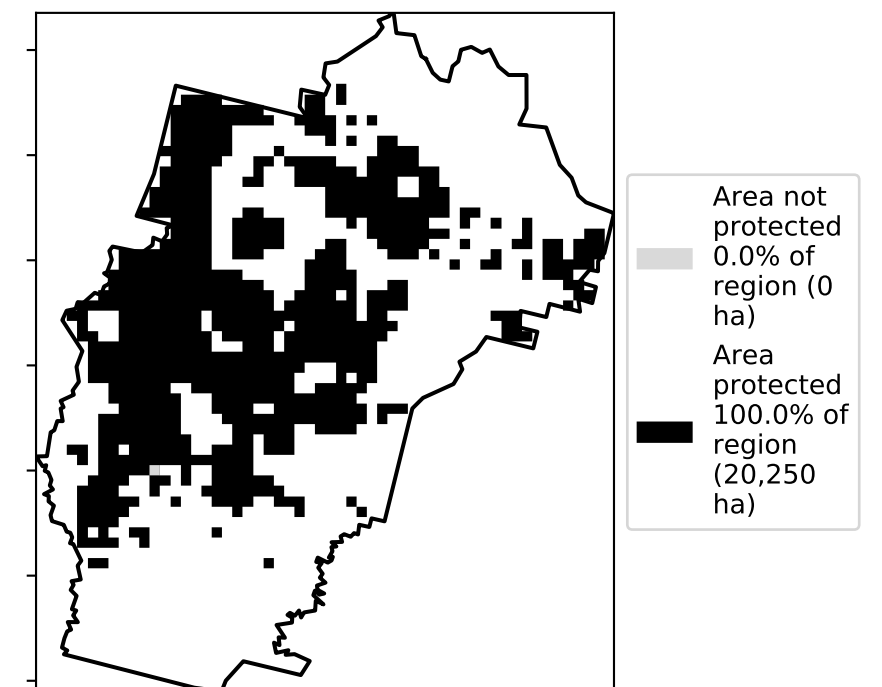 Area not
protected
0.0% of
region (0
ha)
Area
protected
100.0% of
region
(20,250
ha)